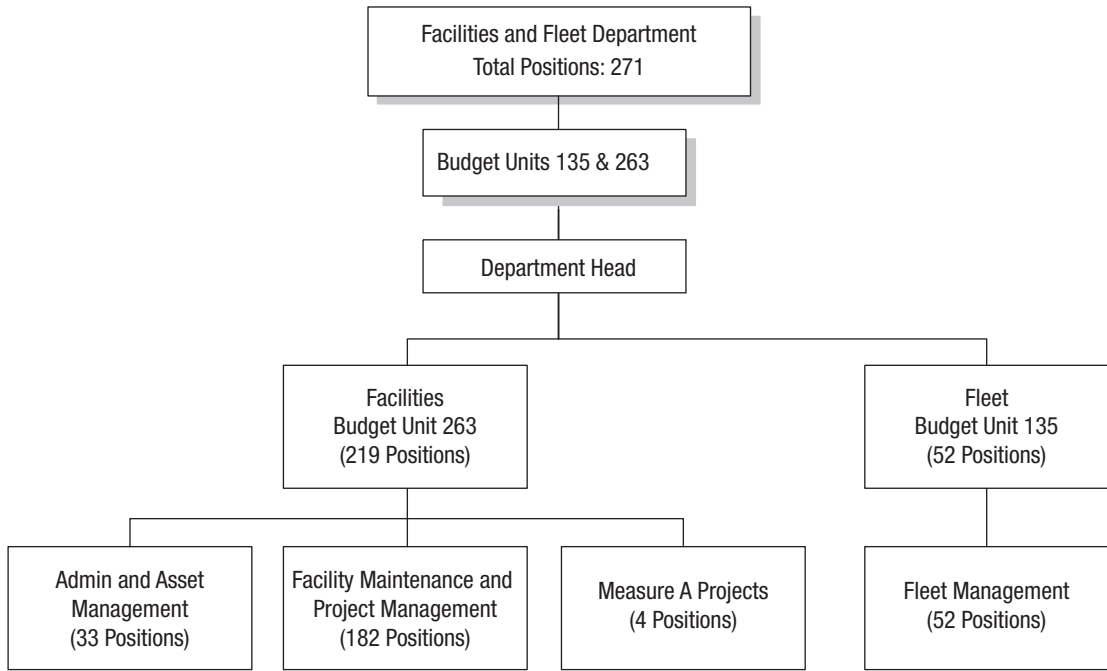 Facilities and Fleet Department
Total Positions: 271
Budget Units 135 & 263
Department Head
Facilities
Budget Unit 263
(219 Positions)
Fleet
Budget Unit 135
(52 Positions)
Admin and Asset
Management
(33 Positions)
Facility Maintenance and
Project Management
(182 Positions)
Measure A Projects
(4 Positions)
Fleet Management
(52 Positions)